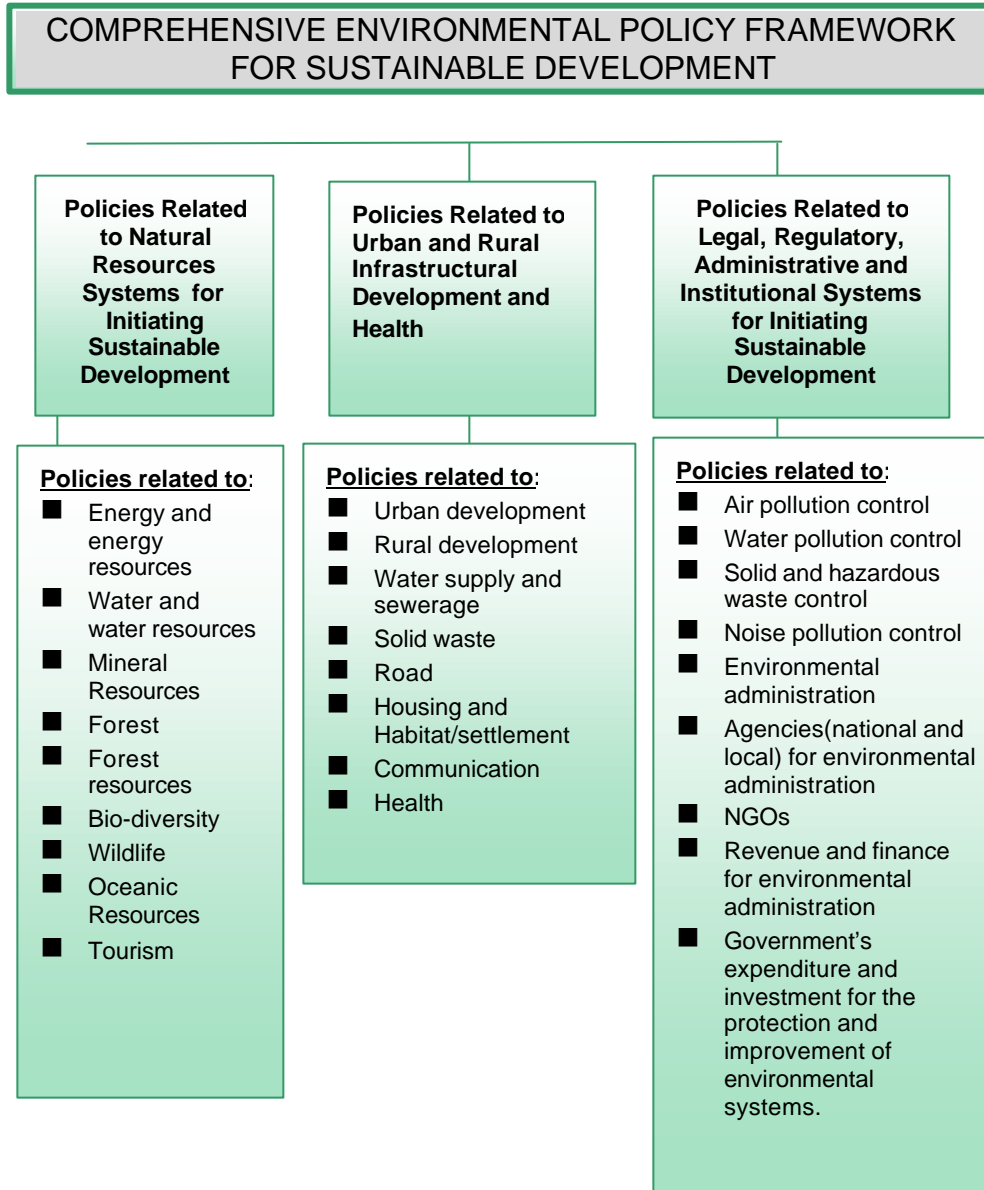 COMPREHENSIVE ENVIRONMENTAL POLICY FRAMEWORK
FOR SUSTAINABLE DEVELOPMENT
Policies Related
to Natural
Resources
Systems for
Initiating
Sustainable
Development
Policies related to:
■ Energy and
energy
resources
■ Water and
water resources
■ Mineral
Resources
■ Forest
■ Forest
resources
■ Bio-diversity
■ Wildlife
■ Oceanic
Resources
■ Tourism
Policies Related to
Urban and Rural
Infrastructural
Development and
Health
Policies related to:
■ Urban development
■ Rural development
■ Water supply and
sewerage
■ Solid waste
■ Road
■ Housing and
Habitat/settlement
■ Communication
■ Health
Policies Related to
Legal, Regulatory,
Administrative and
Institutional Systems
for Initiating
Sustainable
Development
Policies related to:
■ Air pollution control
■ Water pollution control
■ Solid and hazardous
waste control
■ Noise pollution control
■ Environmental
administration
■ Agencies(national and
local) for environmental
administration
■ NGOs
■ Revenue and finance
for environmental
administration
■ Government’s
expenditure and
investment for the
protection and
improvement of
environmental
systems.